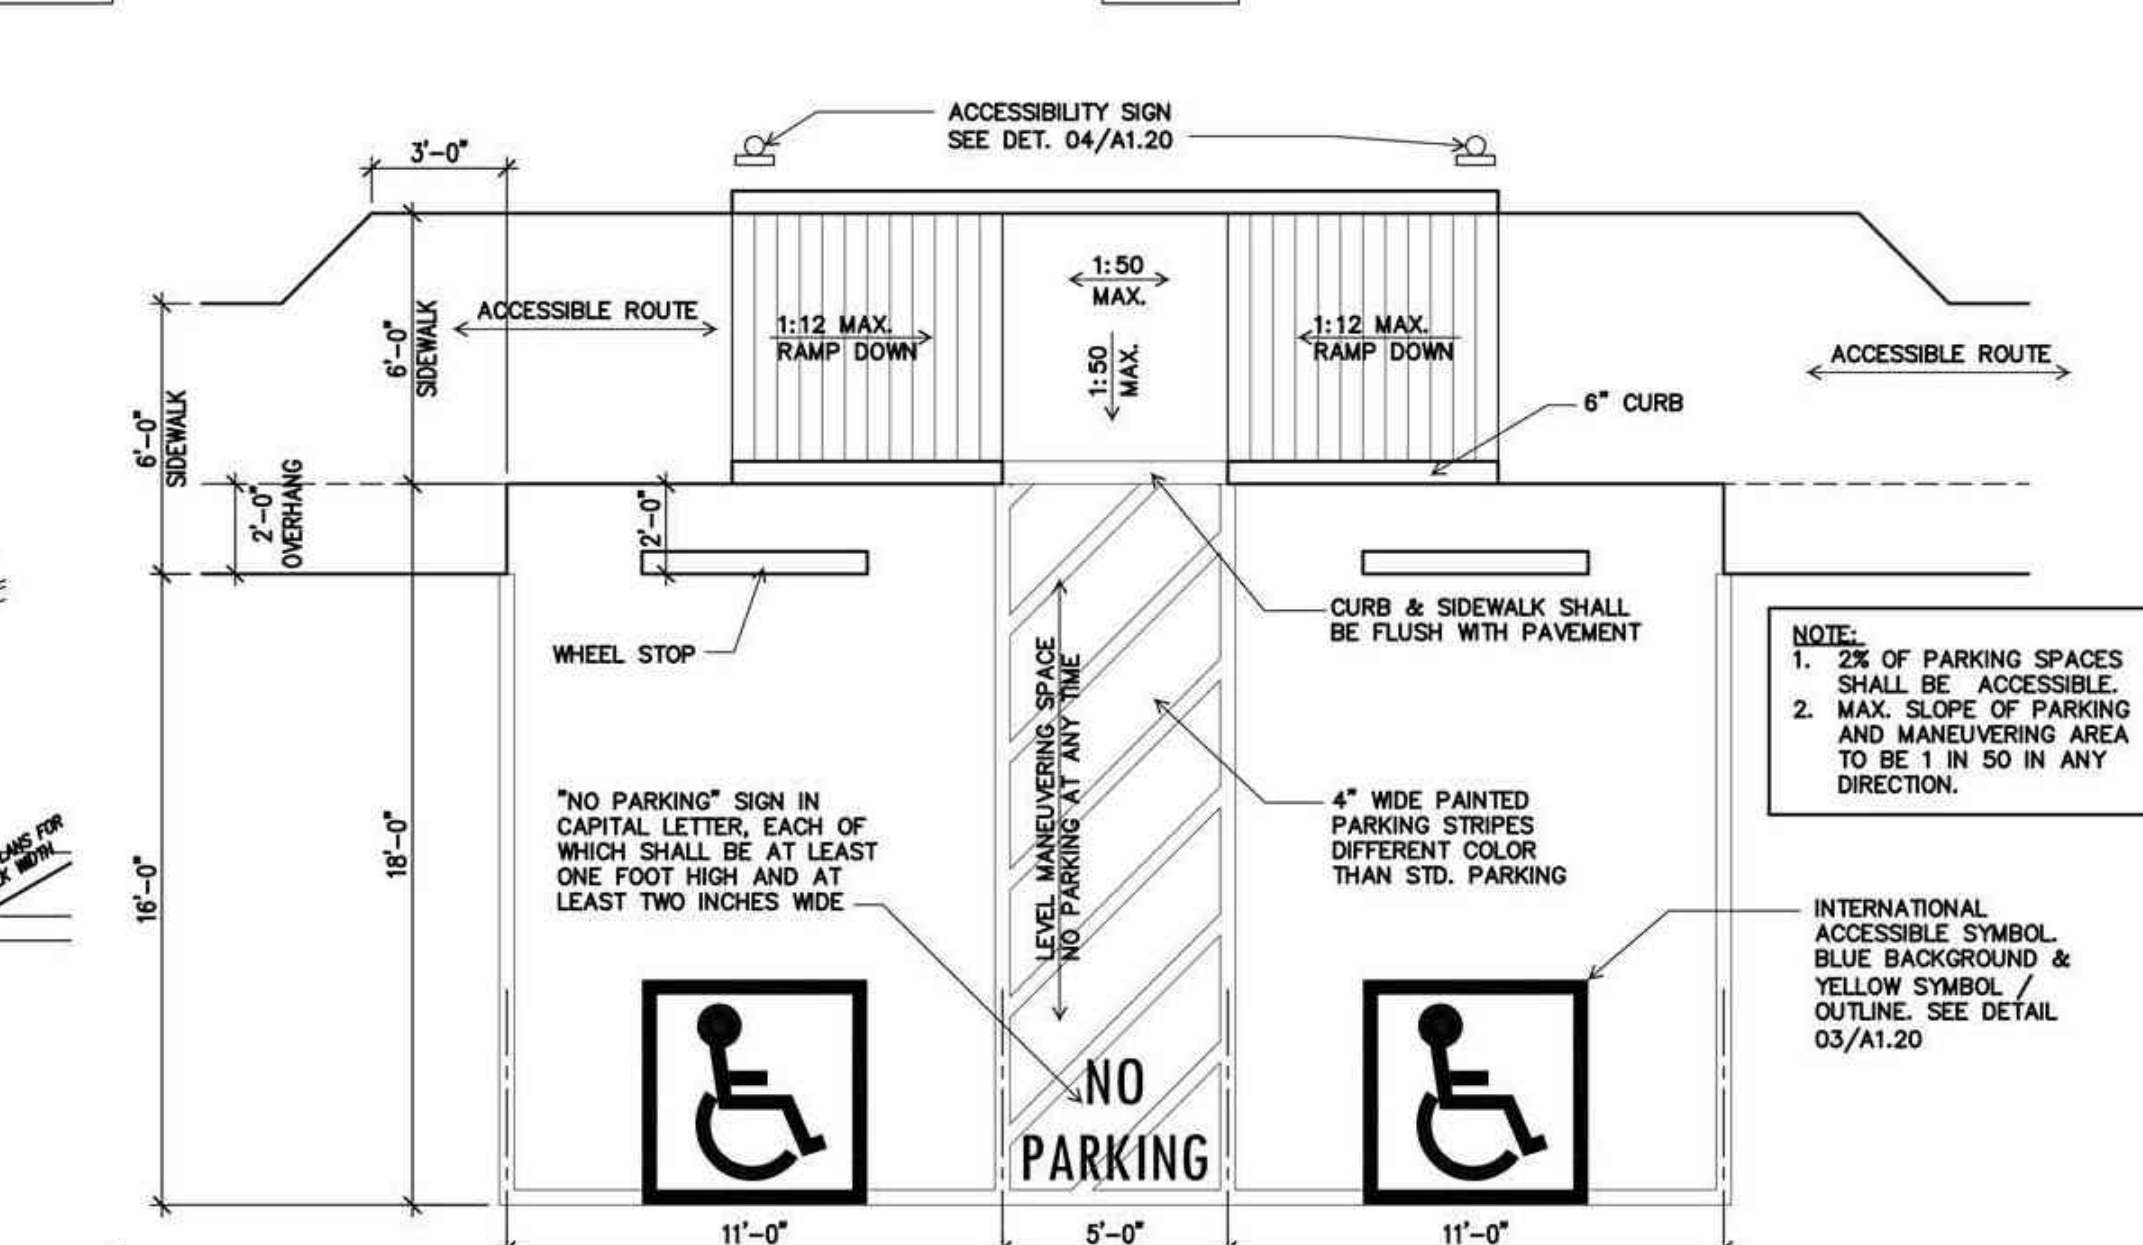 ACCESSIBILITY SIGN
SEE DET. 04/A1.20
3'-0"
1:50
MAX.
ACCESSIBLE ROUTE
6'-0"
SIDEWALK
1:12 MAX.
RAMP DOWN
1:50
MAX.
1:12 MAX.
RAMP DOWN
ACCESSIBLE ROUTE
6" CURB
6'-0"
SIDEWALK
2'-0"
OVERHANG
2'-0"
WHEEL STOP
CURB & SIDEWALK SHALL
BE FLUSH WITH PAVEMENT
NOTE:
1. 2% OF PARKING SPACES
SHALL BE ACCESSIBLE.
2. MAX. SLOPE OF PARKING
AND MANEUVERING AREA
TO BE 1 IN 50 IN ANY
DIRECTION.
LEVEL MANEUVERING SPACE
NO PARKING AT ANY TIME
"NO PARKING" SIGN IN
CAPITAL LETTER, EACH OF
WHICH SHALL BE AT LEAST
ONE FOOT HIGH AND AT
LEAST TWO INCHES WIDE
4" WIDE PAINTED
PARKING STRIPES
DIFFERENT COLOR
THAN STD. PARKING
FOR
WIDTH
16'-0"
18'-0"
INTERNATIONAL
ACCESSIBLE SYMBOL.
BLUE BACKGROUND &
YELLOW SYMBOL /
OUTLINE. SEE DETAIL
03/A1.20
NO
PARKING
11'-0"
5'-0"
11'-0"